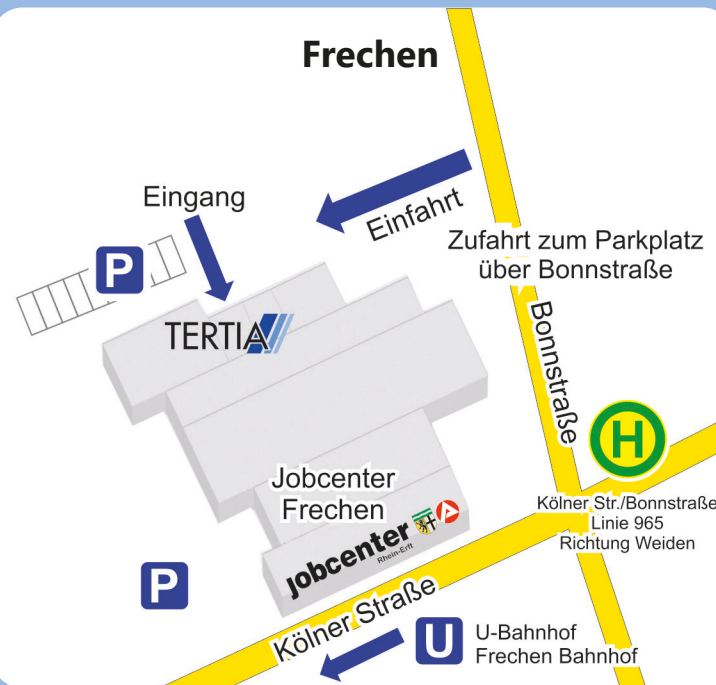 Frechen
Eingang
Einfahrt
P
Zufahrt zum Parkplatz
über Bonnstraße
TERTIA
Bonnstraße
H
Jobcenter
Frechen
Kölner Str./Bonnstraße
Linie 965
Richtung Weiden
jobcenter
Rhein-Erft
P
Kölner Straße
U
U-Bahnhof
Frechen Bahnhof